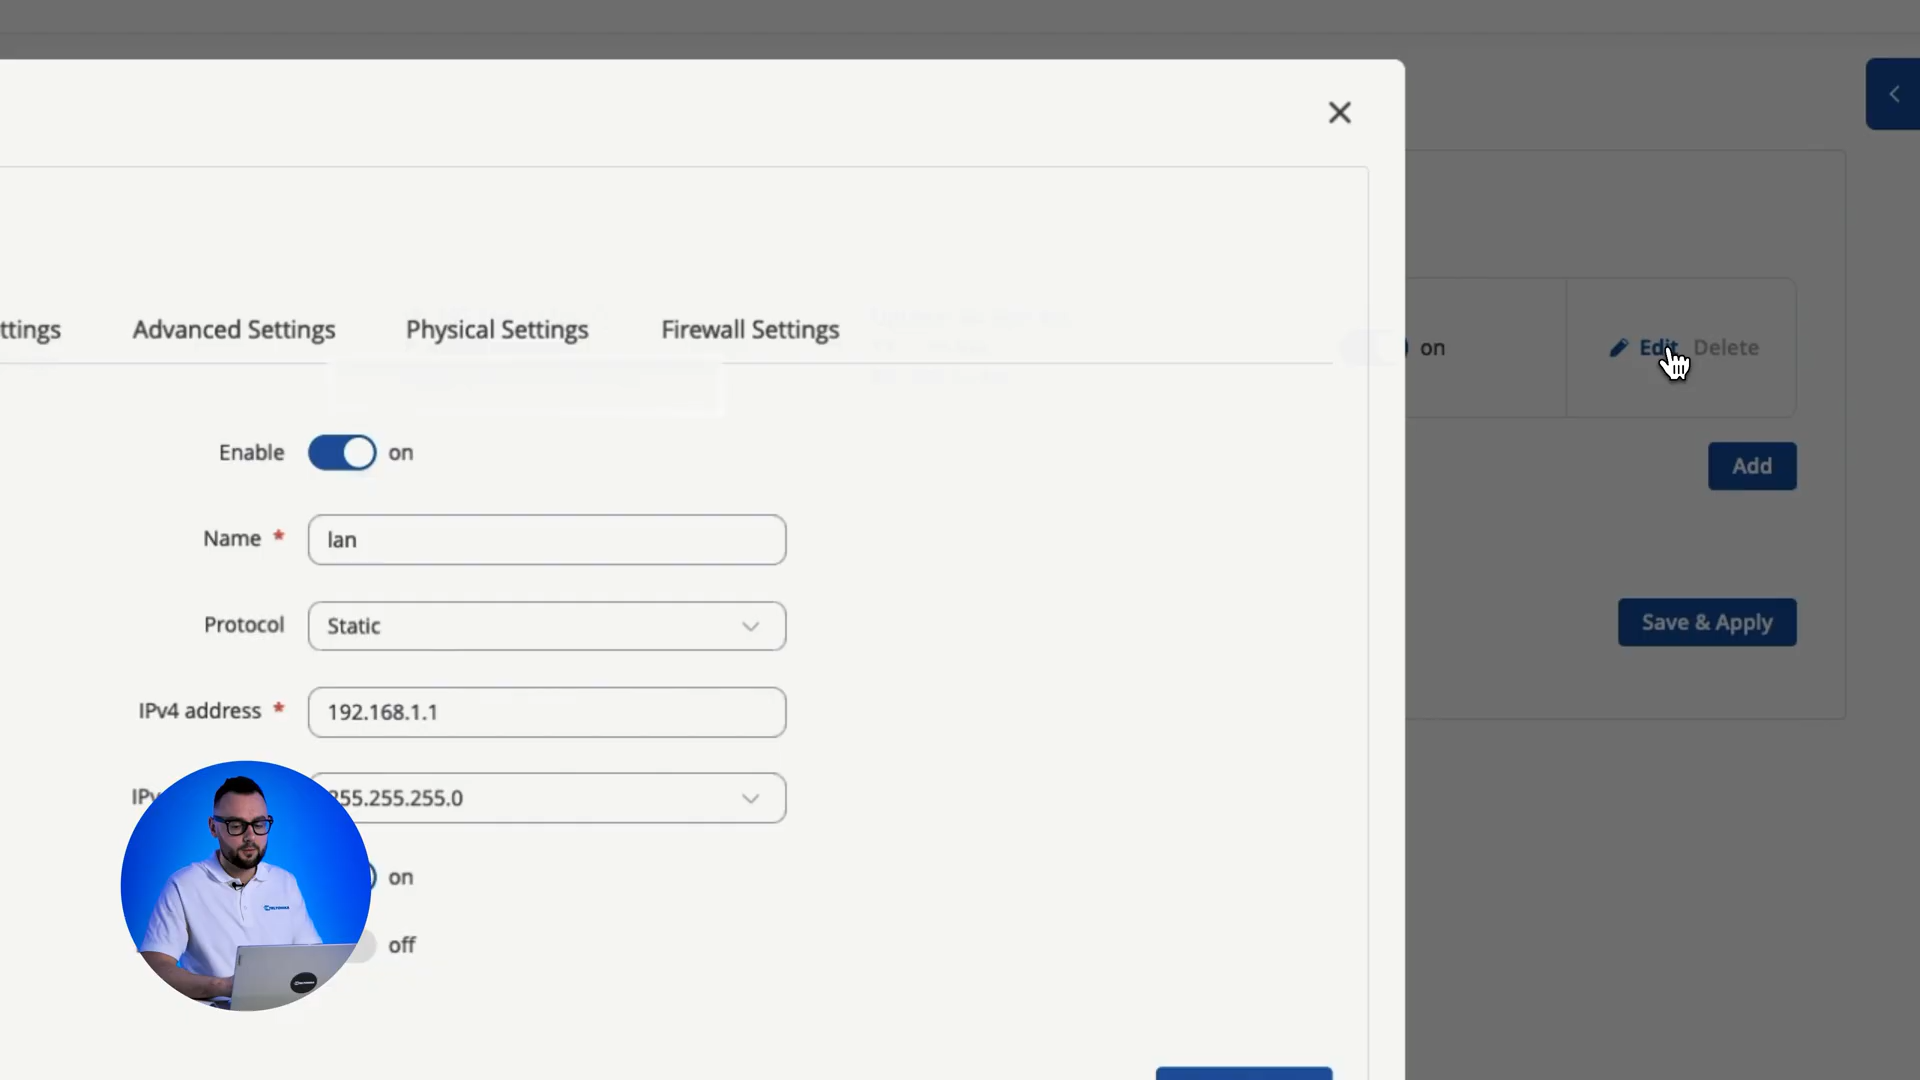 ttings Advanced Settings Physical Settings Firewall Settings
on Edit Delete
Enable on
Add
Name * lan
Protocol Static
Save & Apply
IPv4 address * 192.168.1.1
IPv 255.255.255.0
on
off